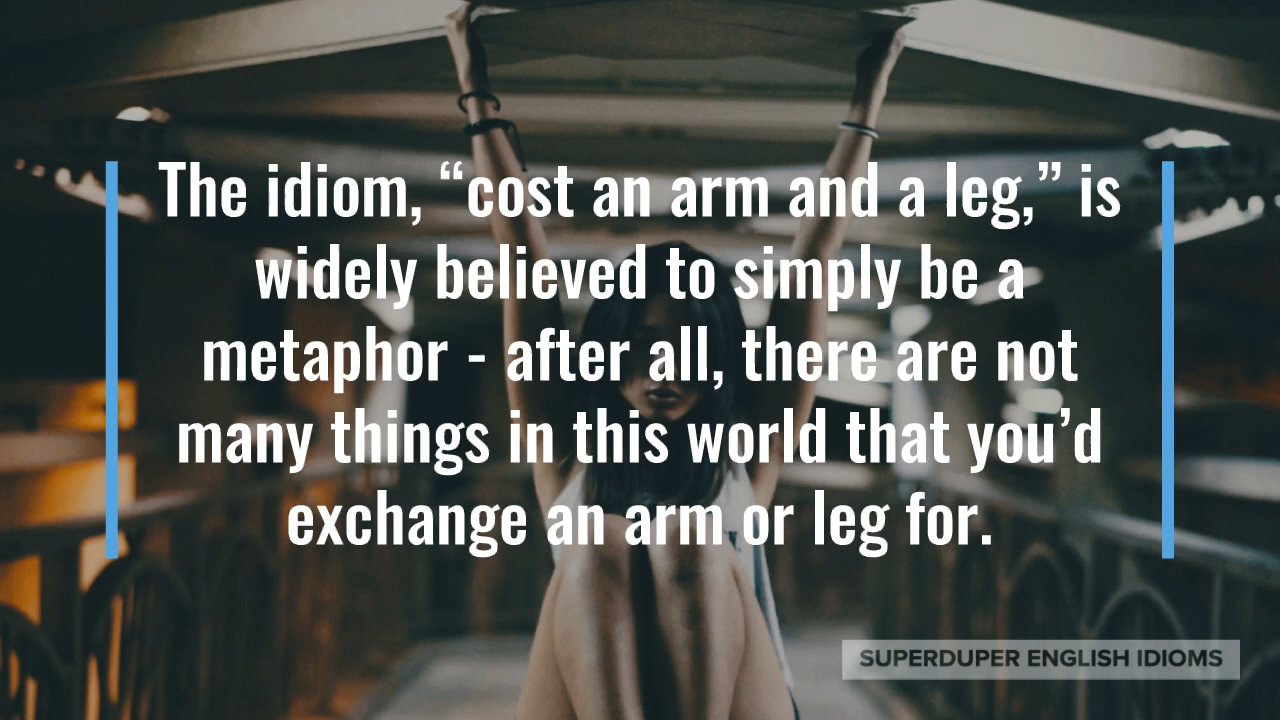 The idiom, “cost an arm and a leg,” is
widely believed to simply be a
metaphor - after all, there are not
many things in this world that you’d
exchange an arm or leg for.
SUPERDUPER ENGLISH IDIOMS